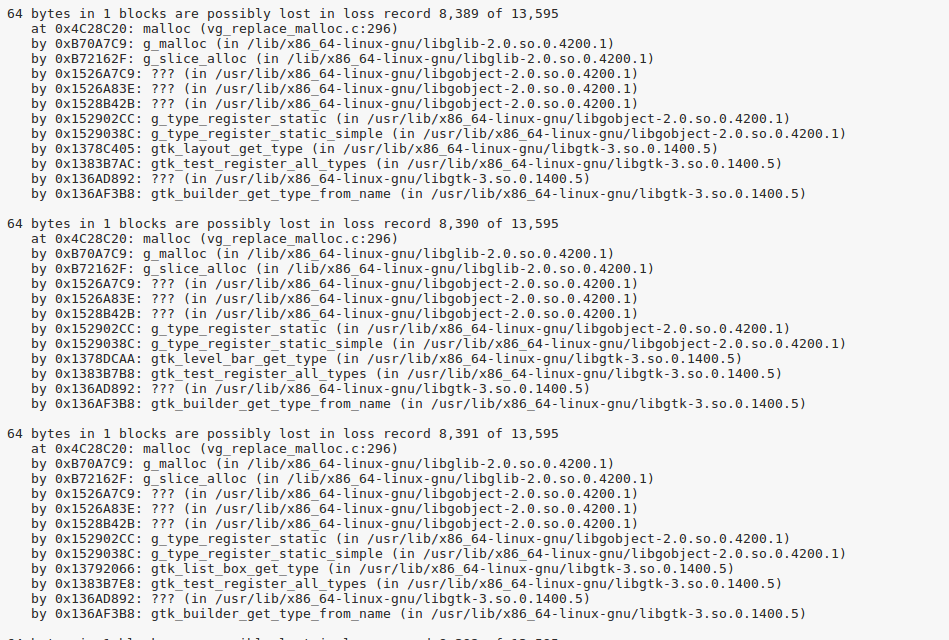 64 bytes in 1 blocks are possibly lost in loss record 8,389 of 13,595
at 0x4C28C20: malloc (vg_replace_malloc.c:296)
by 0xB70A7C9: g_malloc (in /lib/x86_64-linux-gnu/libglib-2.0.so.0.4200.1)
by 0xB72162F: g_slice_alloc (in /lib/x86_64-linux-gnu/libglib-2.0.so.0.4200.1)
by 0x1526A7C9: ??? (in /usr/lib/x86_64-linux-gnu/libgobject-2.0.so.0.4200.1)
by 0x1526A83E: ??? (in /usr/lib/x86_64-linux-gnu/libgobject-2.0.so.0.4200.1)
by 0x1528B42B: ??? (in /usr/lib/x86_64-linux-gnu/libgobject-2.0.so.0.4200.1)
by 0x152902CC: g_type_register_static (in /usr/lib/x86_64-linux-gnu/libgobject-2.0.so.0.4200.1)
by 0x1529038C: g_type_register_static_simple (in /usr/lib/x86_64-linux-gnu/libgobject-2.0.so.0.4200.1)
by 0x1378C405: gtk_layout_get_type (in /usr/lib/x86_64-linux-gnu/libgtk-3.so.0.1400.5)
by 0x1383B7AC: gtk_test_register_all_types (in /usr/lib/x86_64-linux-gnu/libgtk-3.so.0.1400.5)
by 0x136AD892: ??? (in /usr/lib/x86_64-linux-gnu/libgtk-3.so.0.1400.5)
by 0x136AF3B8: gtk_builder_get_type_from_name (in /usr/lib/x86_64-linux-gnu/libgtk-3.so.0.1400.5)
64 bytes in 1 blocks are possibly lost in loss record 8,390 of 13,595
at 0x4C28C20: malloc (vg_replace_malloc.c:296)
by 0xB70A7C9: g_malloc (in /lib/x86_64-linux-gnu/libglib-2.0.so.0.4200.1)
by 0xB72162F: g_slice_alloc (in /lib/x86_64-linux-gnu/libglib-2.0.so.0.4200.1)
by 0x1526A7C9: ??? (in /usr/lib/x86_64-linux-gnu/libgobject-2.0.so.0.4200.1)
by 0x1526A83E: ??? (in /usr/lib/x86_64-linux-gnu/libgobject-2.0.so.0.4200.1)
by 0x1528B42B: ??? (in /usr/lib/x86_64-linux-gnu/libgobject-2.0.so.0.4200.1)
by 0x152902CC: g_type_register_static (in /usr/lib/x86_64-linux-gnu/libgobject-2.0.so.0.4200.1)
by 0x1529038C: g_type_register_static_simple (in /usr/lib/x86_64-linux-gnu/libgobject-2.0.so.0.4200.1)
by 0x1378DCAA: gtk_level_bar_get_type (in /usr/lib/x86_64-linux-gnu/libgtk-3.so.0.1400.5)
by 0x1383B7B8: gtk_test_register_all_types (in /usr/lib/x86_64-linux-gnu/libgtk-3.so.0.1400.5)
by 0x136AD892: ??? (in /usr/lib/x86_64-linux-gnu/libgtk-3.so.0.1400.5)
by 0x136AF3B8: gtk_builder_get_type_from_name (in /usr/lib/x86_64-linux-gnu/libgtk-3.so.0.1400.5)
64 bytes in 1 blocks are possibly lost in loss record 8,391 of 13,595
at 0x4C28C20: malloc (vg_replace_malloc.c:296)
by 0xB70A7C9: g_malloc (in /lib/x86_64-linux-gnu/libglib-2.0.so.0.4200.1)
by 0xB72162F: g_slice_alloc (in /lib/x86_64-linux-gnu/libglib-2.0.so.0.4200.1)
by 0x1526A7C9: ??? (in /usr/lib/x86_64-linux-gnu/libgobject-2.0.so.0.4200.1)
by 0x1526A83E: ??? (in /usr/lib/x86_64-linux-gnu/libgobject-2.0.so.0.4200.1)
by 0x1528B42B: ??? (in /usr/lib/x86_64-linux-gnu/libgobject-2.0.so.0.4200.1)
by 0x152902CC: g_type_register_static (in /usr/lib/x86_64-linux-gnu/libgobject-2.0.so.0.4200.1)
by 0x1529038C: g_type_register_static_simple (in /usr/lib/x86_64-linux-gnu/libgobject-2.0.so.0.4200.1)
by 0x13792066: gtk_list_box_get_type (in /usr/lib/x86_64-linux-gnu/libgtk-3.so.0.1400.5)
by 0x1383B7E8: gtk_test_register_all_types (in /usr/lib/x86_64-linux-gnu/libgtk-3.so.0.1400.5)
by 0x136AD892: ??? (in /usr/lib/x86_64-linux-gnu/libgtk-3.so.0.1400.5)
by 0x136AF3B8: gtk_builder_get_type_from_name (in /usr/lib/x86_64-linux-gnu/libgtk-3.so.0.1400.5)